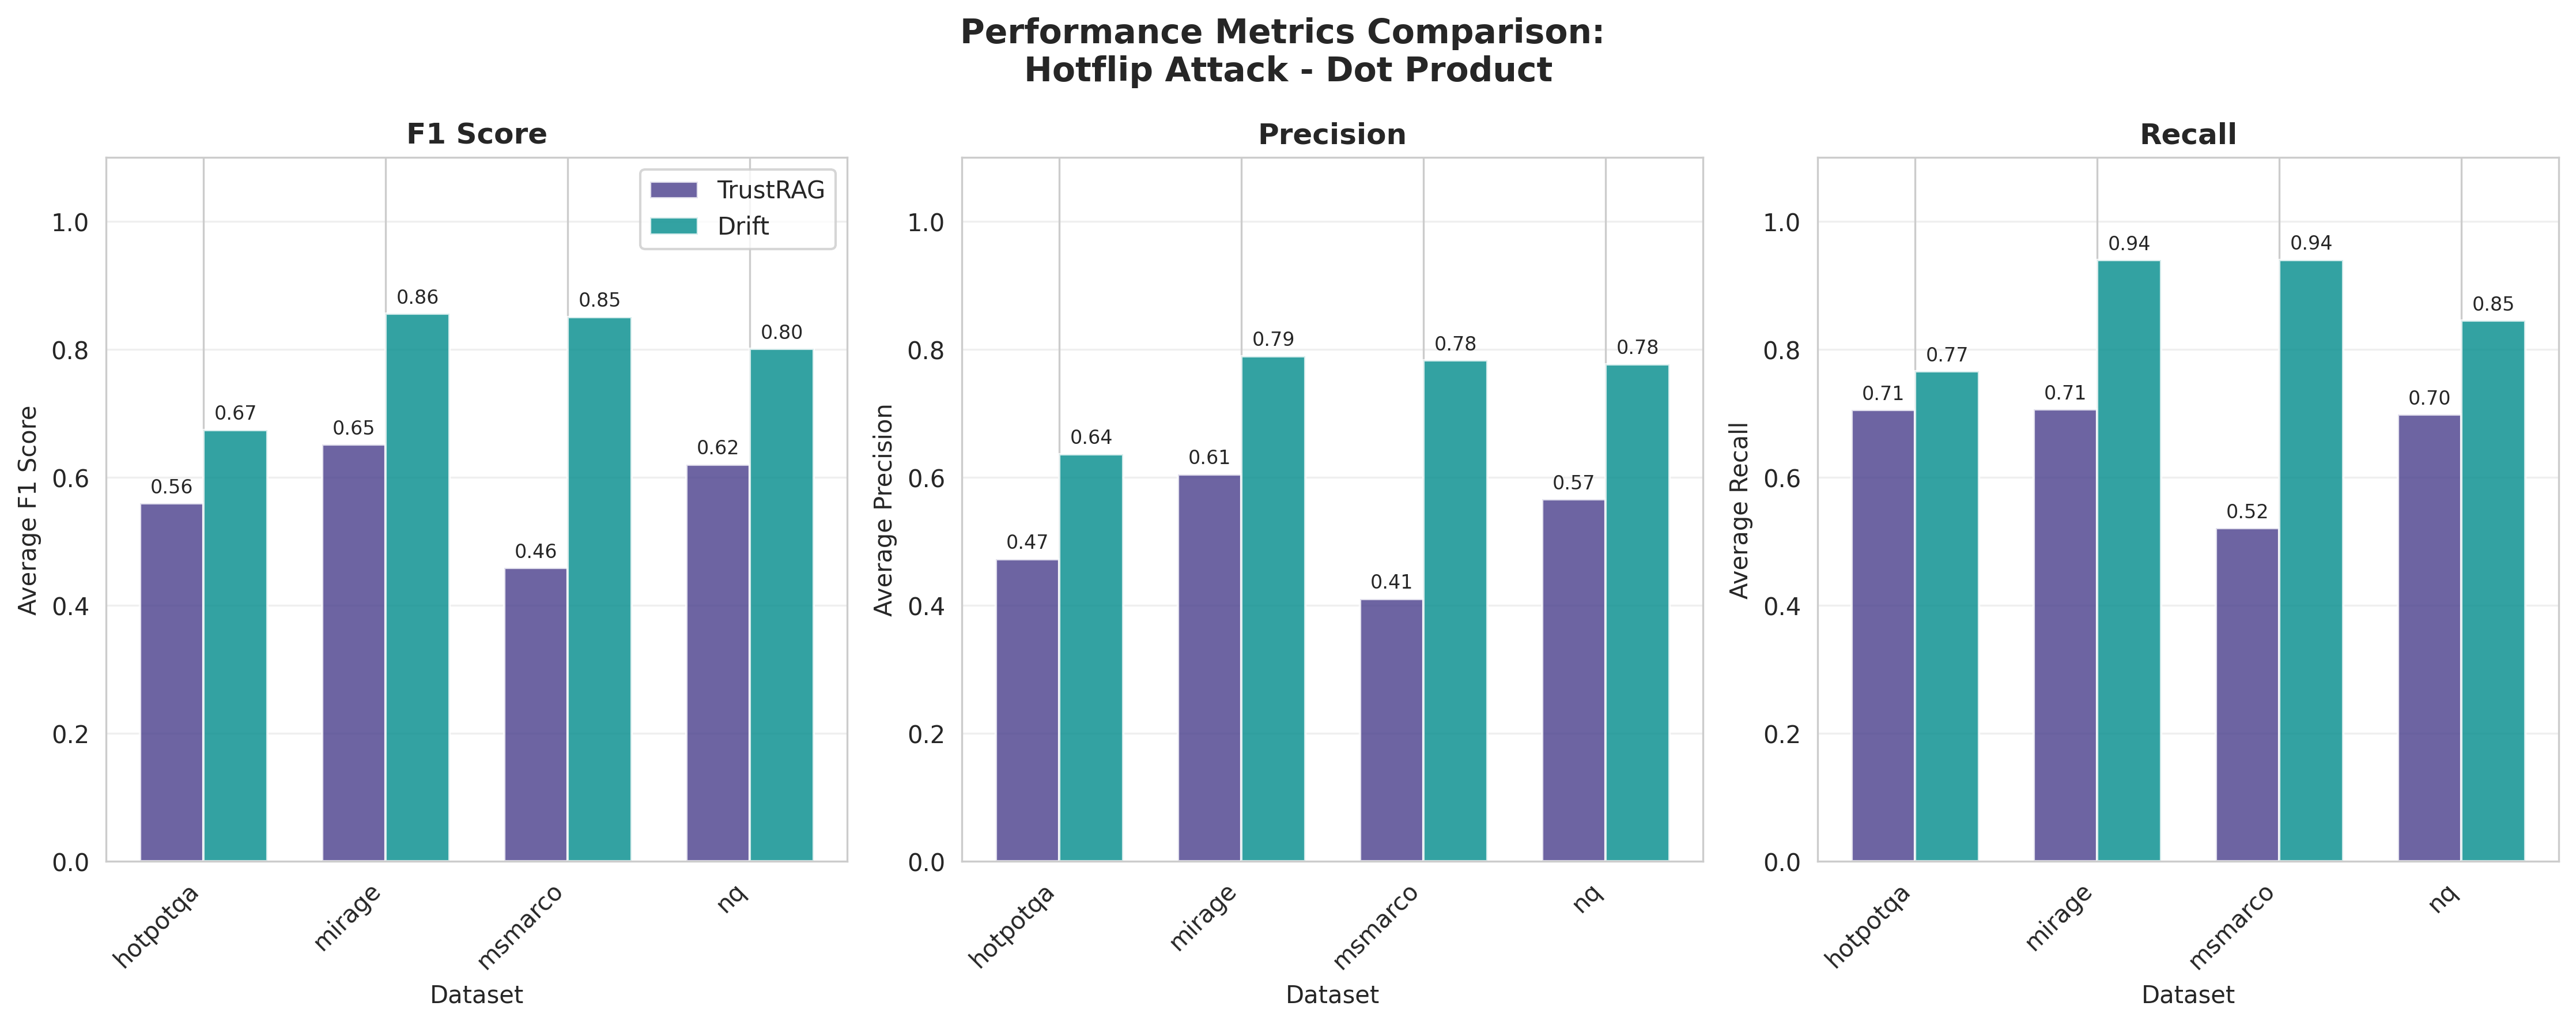 Performance Metrics Comparison:
Hotflip Attack - Dot Product
F1 Score
Average F1 Score
1.0
0.8
0.6
0.4
0.2
0.0
TrustRAG
Drift
0.56
0.67
0.65
0.86
0.46
0.85
0.62
0.80
hotpotqa
mirage
msmarco
nq
Dataset
Precision
Average Precision
1.0
0.8
0.6
0.4
0.2
0.0
0.47
0.64
0.61
0.79
0.41
0.78
0.57
0.78
hotpotqa
mirage
msmarco
nq
Dataset
Recall
Average Recall
1.0
0.8
0.6
0.4
0.2
0.0
0.71
0.77
0.71
0.94
0.52
0.94
0.70
0.85
hotpotqa
mirage
msmarco
nq
Dataset